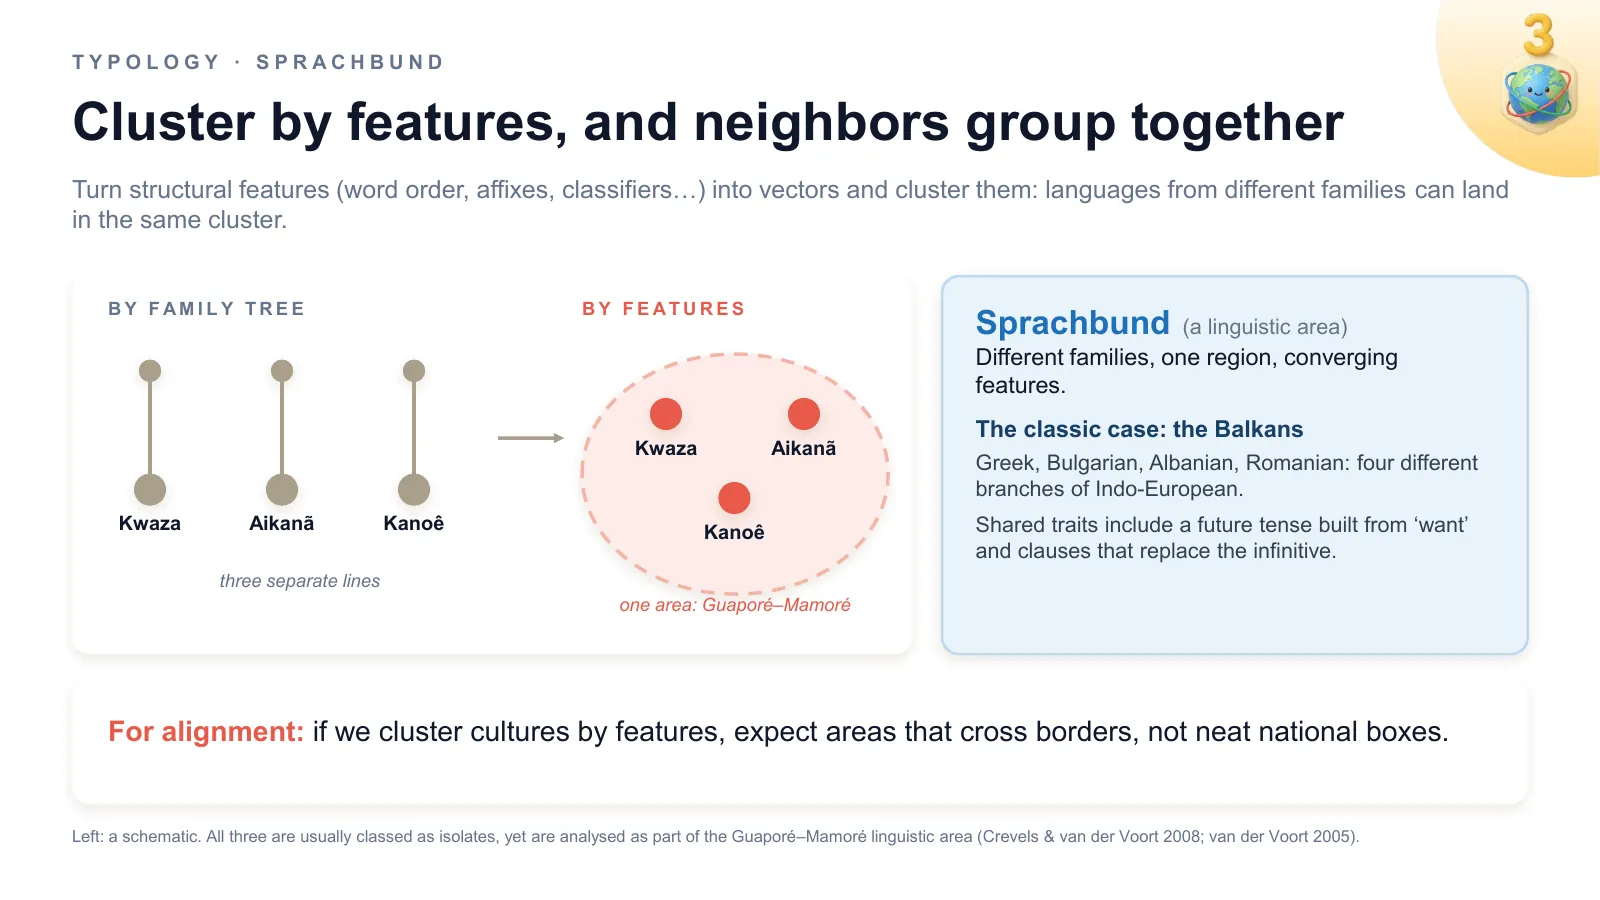 TYPOLOGY · SPRACHBUND
3
Cluster by features, and neighbors group together
Turn structural features (word order, affixes, classifiers…) into vectors and cluster them: languages from different families can land
in the same cluster.
BY FAMILY TREE
Kwaza Aikanã Kanoê
three separate lines
BY FEATURES
Kwaza Aikanã
Kanoê
one area: Guaporé–Mamoré
Sprachbund (a linguistic area)
Different families, one region, converging
features.
The classic case: the Balkans
Greek, Bulgarian, Albanian, Romanian: four different
branches of Indo-European.
Shared traits include a future tense built from ‘want’
and clauses that replace the infinitive.
For alignment: if we cluster cultures by features, expect areas that cross borders, not neat national boxes.
Left: a schematic. All three are usually classed as isolates, yet are analysed as part of the Guaporé–Mamoré linguistic area (Crevels & van der Voort 2008; van der Voort 2005).